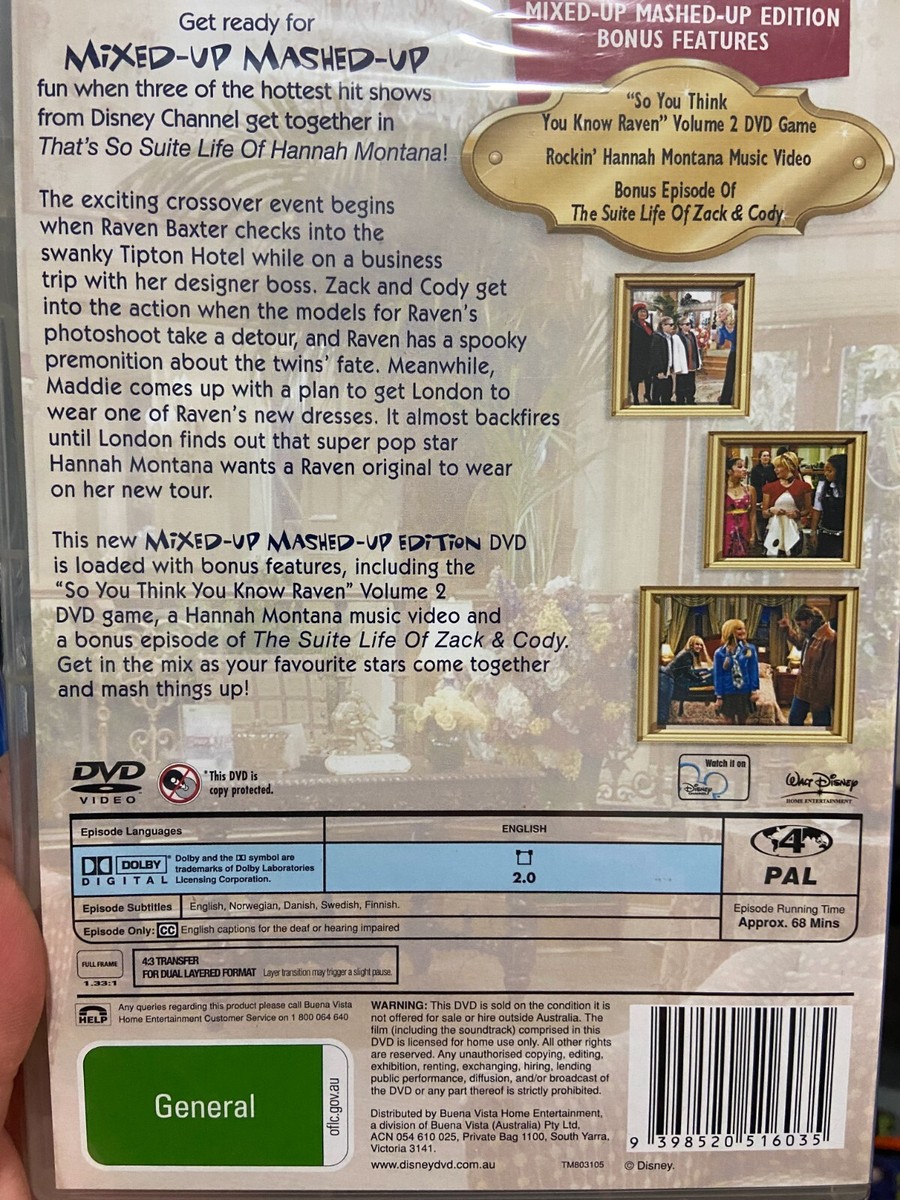 Get ready for
MiXED-UP MASHED-UP
fun when three of the hottest hit shows
from Disney Channel get together in
That's So Suite Life Of Hannah Montana!
The exciting crossover event begins
when Raven Baxter checks into the
swanky Tipton Hotel while on a business
trip with her designer boss. Zack and Cody get
into the action when the models for Raven's
photoshoot take a detour, and Raven has a spooky
premonition about the twins' fate. Meanwhile,
Maddie comes up with a plan to get London to
wear one of Raven's new dresses. It almost backfires
until London finds out that super pop star
Hannah Montana wants a Raven original to wear
on her new tour.
This new MiXED-UP MASHED-UP EDiTiON DVD
is loaded with bonus features, including the
“So You Think You Know Raven” Volume 2
DVD game, a Hannah Montana music video and
a bonus episode of The Suite Life Of Zack & Cody.
Get in the mix as your favourite stars come together
and mash things up!
MIXED-UP MASHED-UP EDITION
BONUS FEATURES
“So You Think
You Know Raven” Volume 2 DVD Game
Rockin' Hannah Montana Music Video
Bonus Episode Of
The Suite Life Of Zack & Cody
DVD
VIDEO
*This DVD is
copy protected.
Watch it on
Disney
WALT DISNEY
HOME ENTERTAINMENT
Episode Languages
ENGLISH
DOLBY
DIGITAL
Dolby and the DD symbol are
trademarks of Dolby Laboratories
Licensing Corporation.
2.0
Episode Subtitles
English, Norwegian, Danish, Swedish, Finnish.
Episode Only: CC English captions for the deaf or hearing impaired
4
PAL
Episode Running Time
Approx. 68 Mins
FULL FRAME
1.33:1
4:3 TRANSFER
FOR DUAL LAYERED FORMAT Layer transition may trigger a slight pause.
HELP
Any queries regarding this product please call Buena Vista
Home Entertainment Customer Service on 1 800 064 640
General
oflc.gov.au
WARNING: This DVD is sold on the condition it is
not offered for sale or hire outside Australia. The
film (including the soundtrack) comprised in this
DVD is licensed for home use only. All other rights
are reserved. Any unauthorised copying, editing,
exhibition, renting, exchanging, hiring, lending
public performance, diffusion, and/or broadcast of
the DVD or any part thereof is strictly prohibited.
Distributed by Buena Vista Home Entertainment,
a division of Buena Vista (Australia) Pty Ltd,
ACN 054 610 025, Private Bag 1100, South Yarra,
Victoria 3141.
www.disneydvd.com.au
TM803105
© Disney.
9 398520 516035